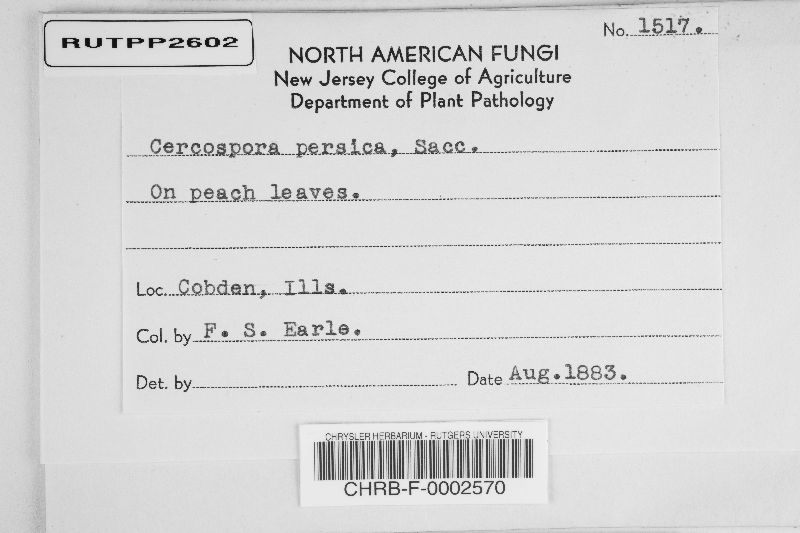 RUTPP2602
No. 1517.
NORTH AMERICAN FUNGI
New Jersey College of Agriculture
Department of Plant Pathology
Cercospora persica, Sacc.
On peach leaves.
Loc. Cobden, Ills.
Col. by F. S. Earle.
Det. by Date Aug.1883.
CHRYSLER HERBARIUM - RUTGERS UNIVERSITY
CHRB-F-0002570